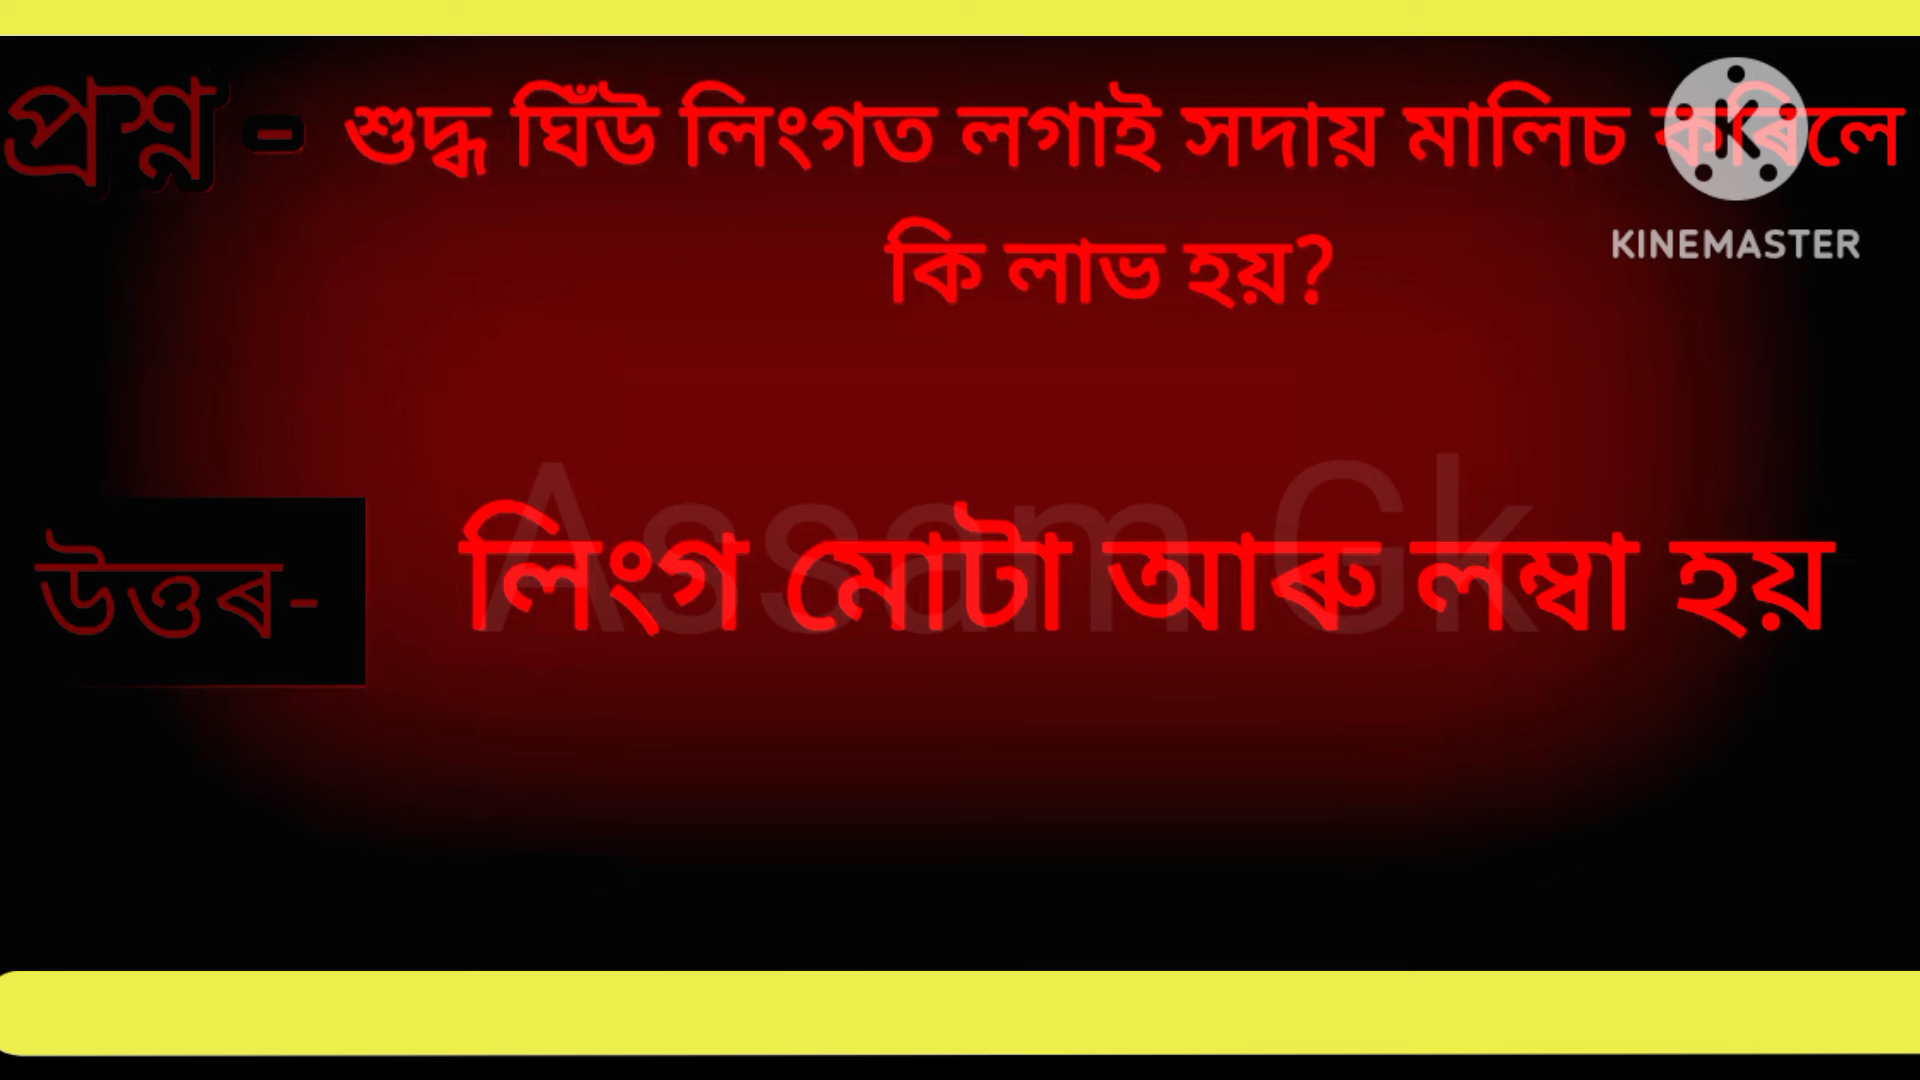 প্ৰশ্ন - শুদ্ধ ঘিঁউ লিংগত লগাই সদায় মালিচ কৰিলে
কি লাভ হয়?
KINEMASTER
Assam Gk
উত্তৰ- লিংগ মোটা আৰু লম্বা হয়